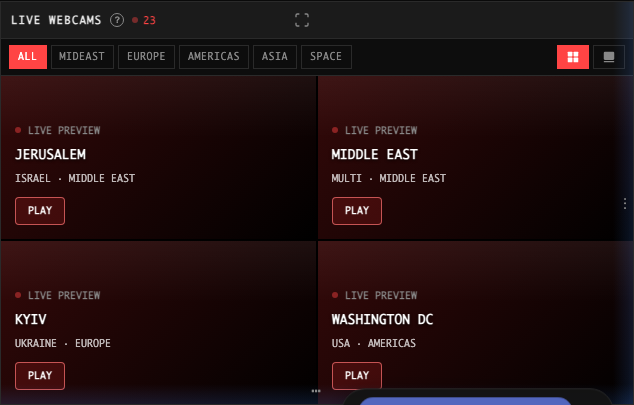 LIVE WEBCAMS ? 23
ALL MIDEAST EUROPE AMERICAS ASIA SPACE
LIVE PREVIEW
JERUSALEM
ISRAEL · MIDDLE EAST
PLAY
LIVE PREVIEW
MIDDLE EAST
MULTI · MIDDLE EAST
PLAY
LIVE PREVIEW
KYIV
UKRAINE · EUROPE
PLAY
LIVE PREVIEW
WASHINGTON DC
USA · AMERICAS
PLAY